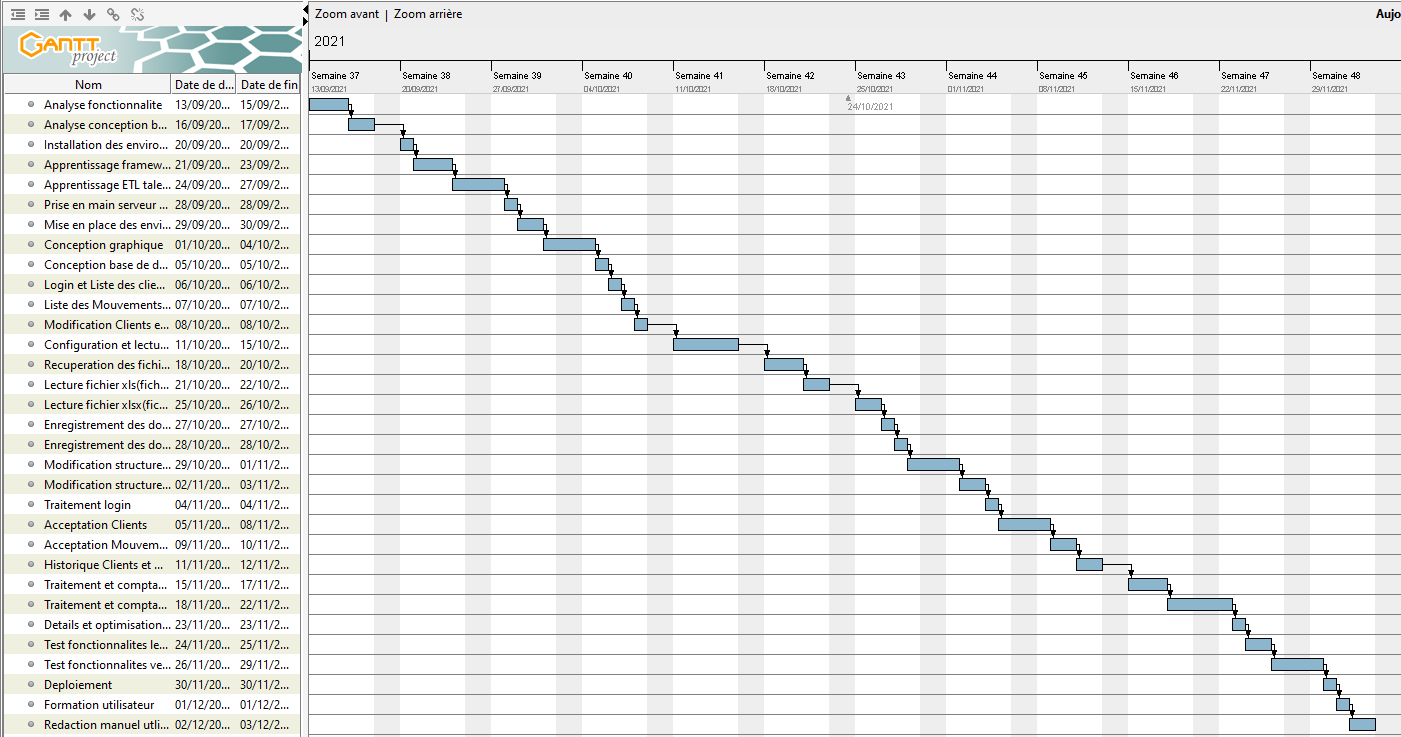 Zoom avant | Zoom arrière
Aujo
GANTT
project
2021
Semaine 37 Semaine 38 Semaine 39 Semaine 40 Semaine 41 Semaine 42 Semaine 43 Semaine 44 Semaine 45 Semaine 46 Semaine 47 Semaine 48
Nom Date de d... Date de fin
13/09/2021 20/09/2021 27/09/2021 04/10/2021 11/10/2021 18/10/2021 25/10/2021 01/11/2021 08/11/2021 15/11/2021 22/11/2021 29/11/2021
24/10/2021
Analyse fonctionnalite 13/09/20... 15/09/2...
Analyse conception b... 16/09/20... 17/09/2...
Installation des enviro... 20/09/20... 20/09/2...
Apprentissage framew... 21/09/20... 23/09/2...
Apprentissage ETL tale... 24/09/20... 27/09/2...
Prise en main serveur ... 28/09/20... 28/09/2...
Mise en place des envi... 29/09/20... 30/09/2...
Conception graphique 01/10/20... 04/10/2...
Conception base de d... 05/10/20... 05/10/2...
Login et Liste des clie... 06/10/20... 06/10/2...
Liste des Mouvements... 07/10/20... 07/10/2...
Modification Clients e... 08/10/20... 08/10/2...
Configuration et lectu... 11/10/20... 15/10/2...
Recuperation des fichi... 18/10/20... 20/10/2...
Lecture fichier xls(fich... 21/10/20... 22/10/2...
Lecture fichier xlsx(fic... 25/10/20... 26/10/2...
Enregistrement des do... 27/10/20... 27/10/2...
Enregistrement des do... 28/10/20... 28/10/2...
Modification structure... 29/10/20... 01/11/2...
Modification structure... 02/11/20... 03/11/2...
Traitement login 04/11/20... 04/11/2...
Acceptation Clients 05/11/20... 08/11/2...
Acceptation Mouvem... 09/11/20... 10/11/2...
Historique Clients et ... 11/11/20... 12/11/2...
Traitement et compta... 15/11/20... 17/11/2...
Traitement et compta... 18/11/20... 22/11/2...
Details et optimisation... 23/11/20... 23/11/2...
Test fonctionnalites le... 24/11/20... 25/11/2...
Test fonctionnalites ve... 26/11/20... 29/11/2...
Deploiement 30/11/20... 30/11/2...
Formation utilisateur 01/12/20... 01/12/2...
Redaction manuel utli... 02/12/20... 03/12/2...